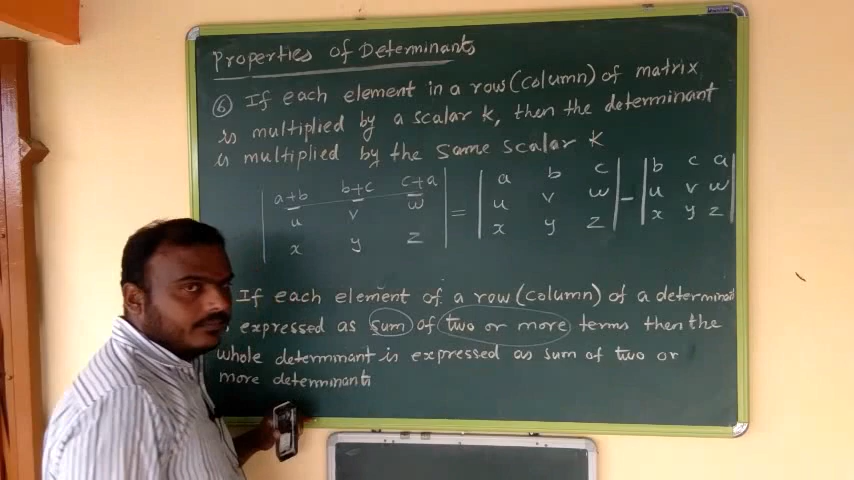 Properties of Determinants
⑥ If each element in a row (column) of matrix
is multiplied by a scalar K, then the determinant
is multiplied by the same scalar K
| a+b b+c c+a | = | a b c | - | b c a |
| u v w | | u v w | | u v w |
| x y z | | x y z | | x y z |
If each element of a row (column) of a determinant
expressed as sum of two or more terms then the
whole determinant is expressed as sum of two or
more determinants